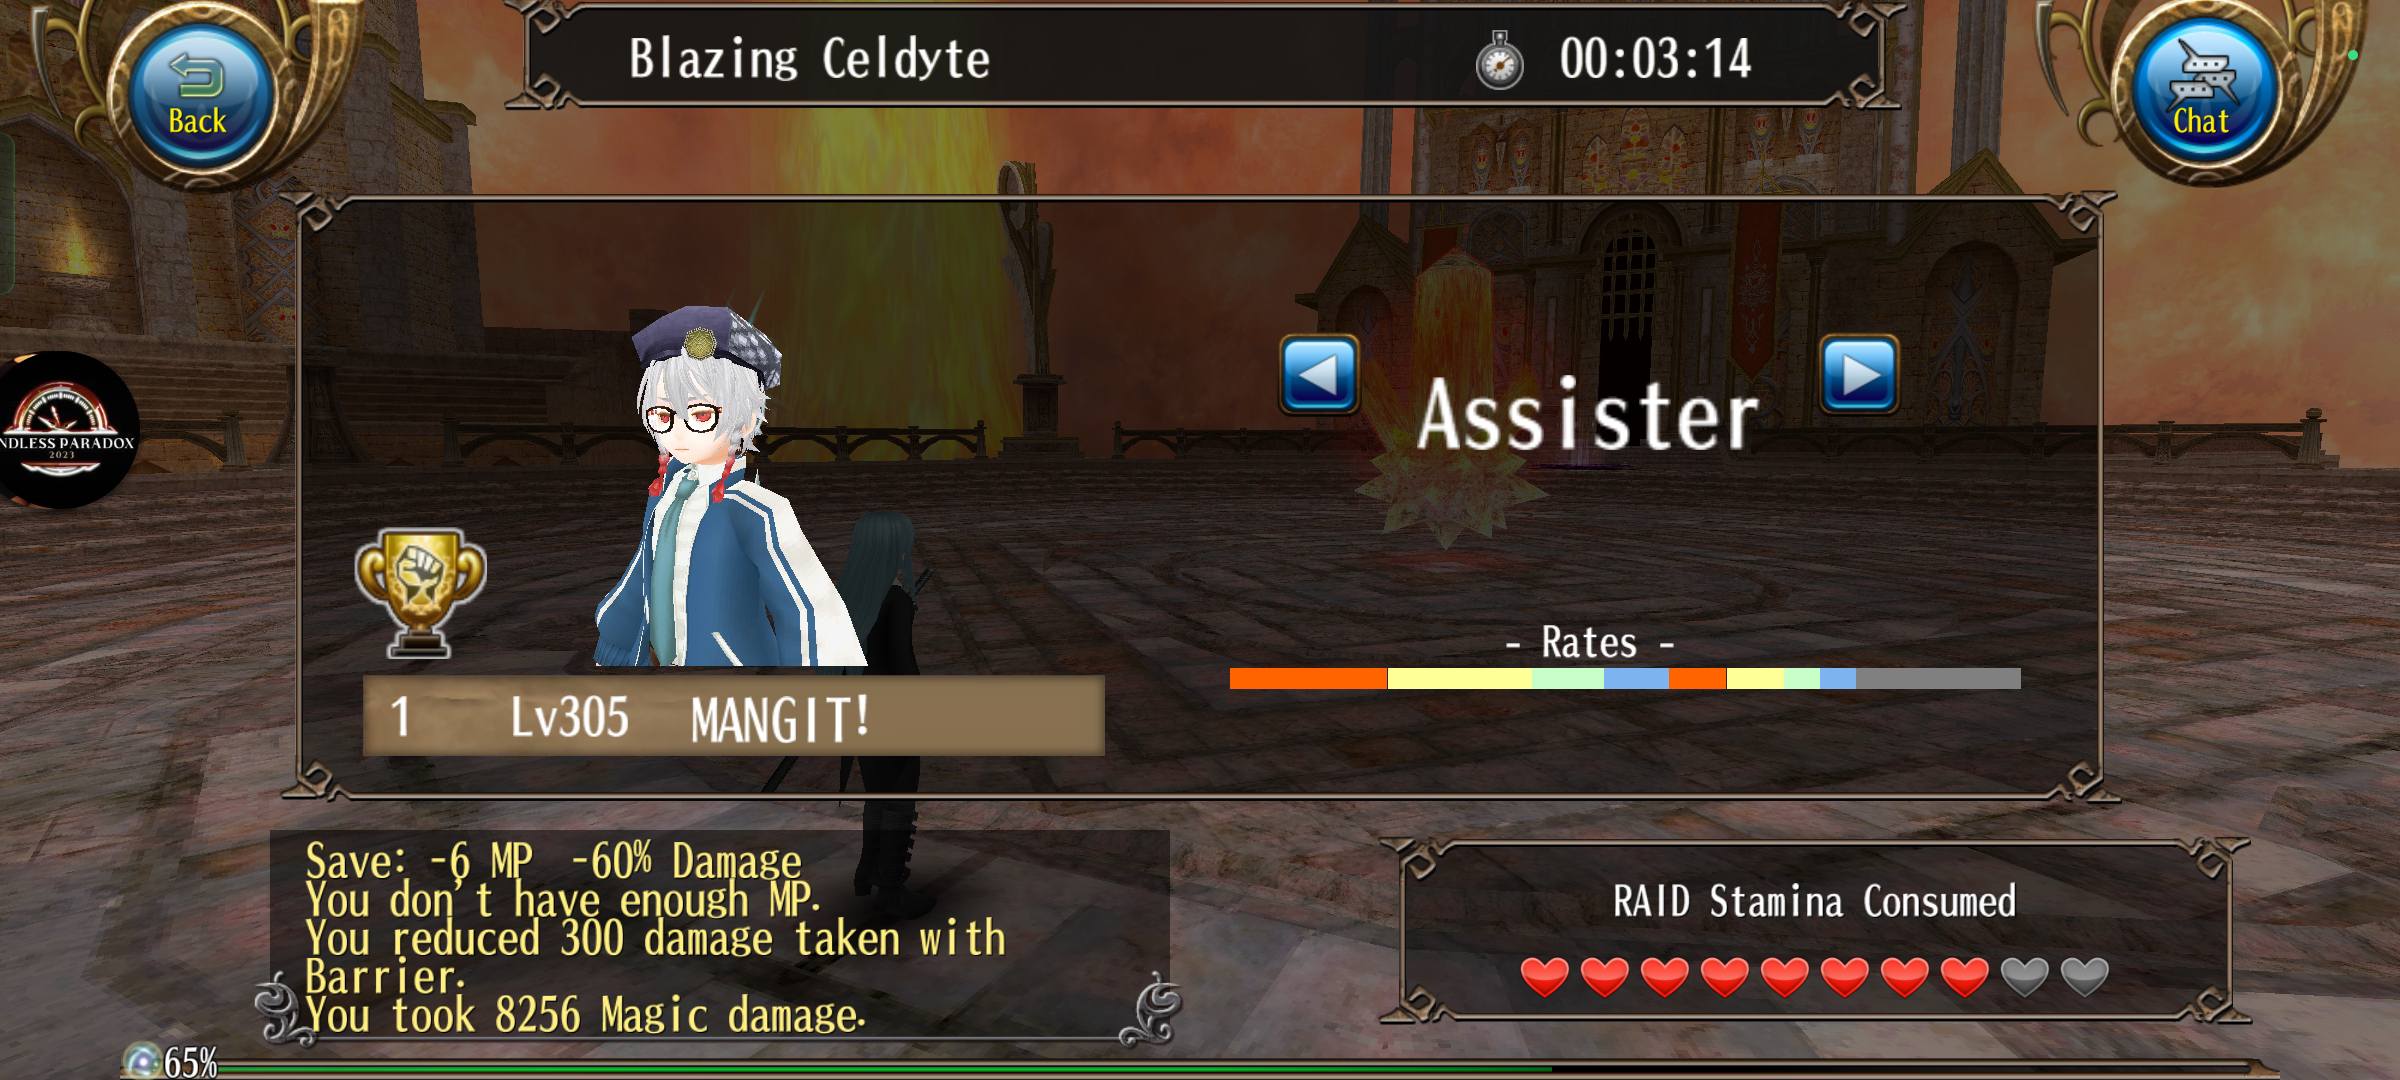 Back
Blazing Celdyte
00:03:14
Chat
NDLESS PARADOX
2023
Assister
- Rates -
1 Lv305 MANGIT!
Save: -6 MP -60% Damage
You don't have enough MP.
You reduced 300 damage taken with
Barrier.
You took 8256 Magic damage.
RAID Stamina Consumed
65%